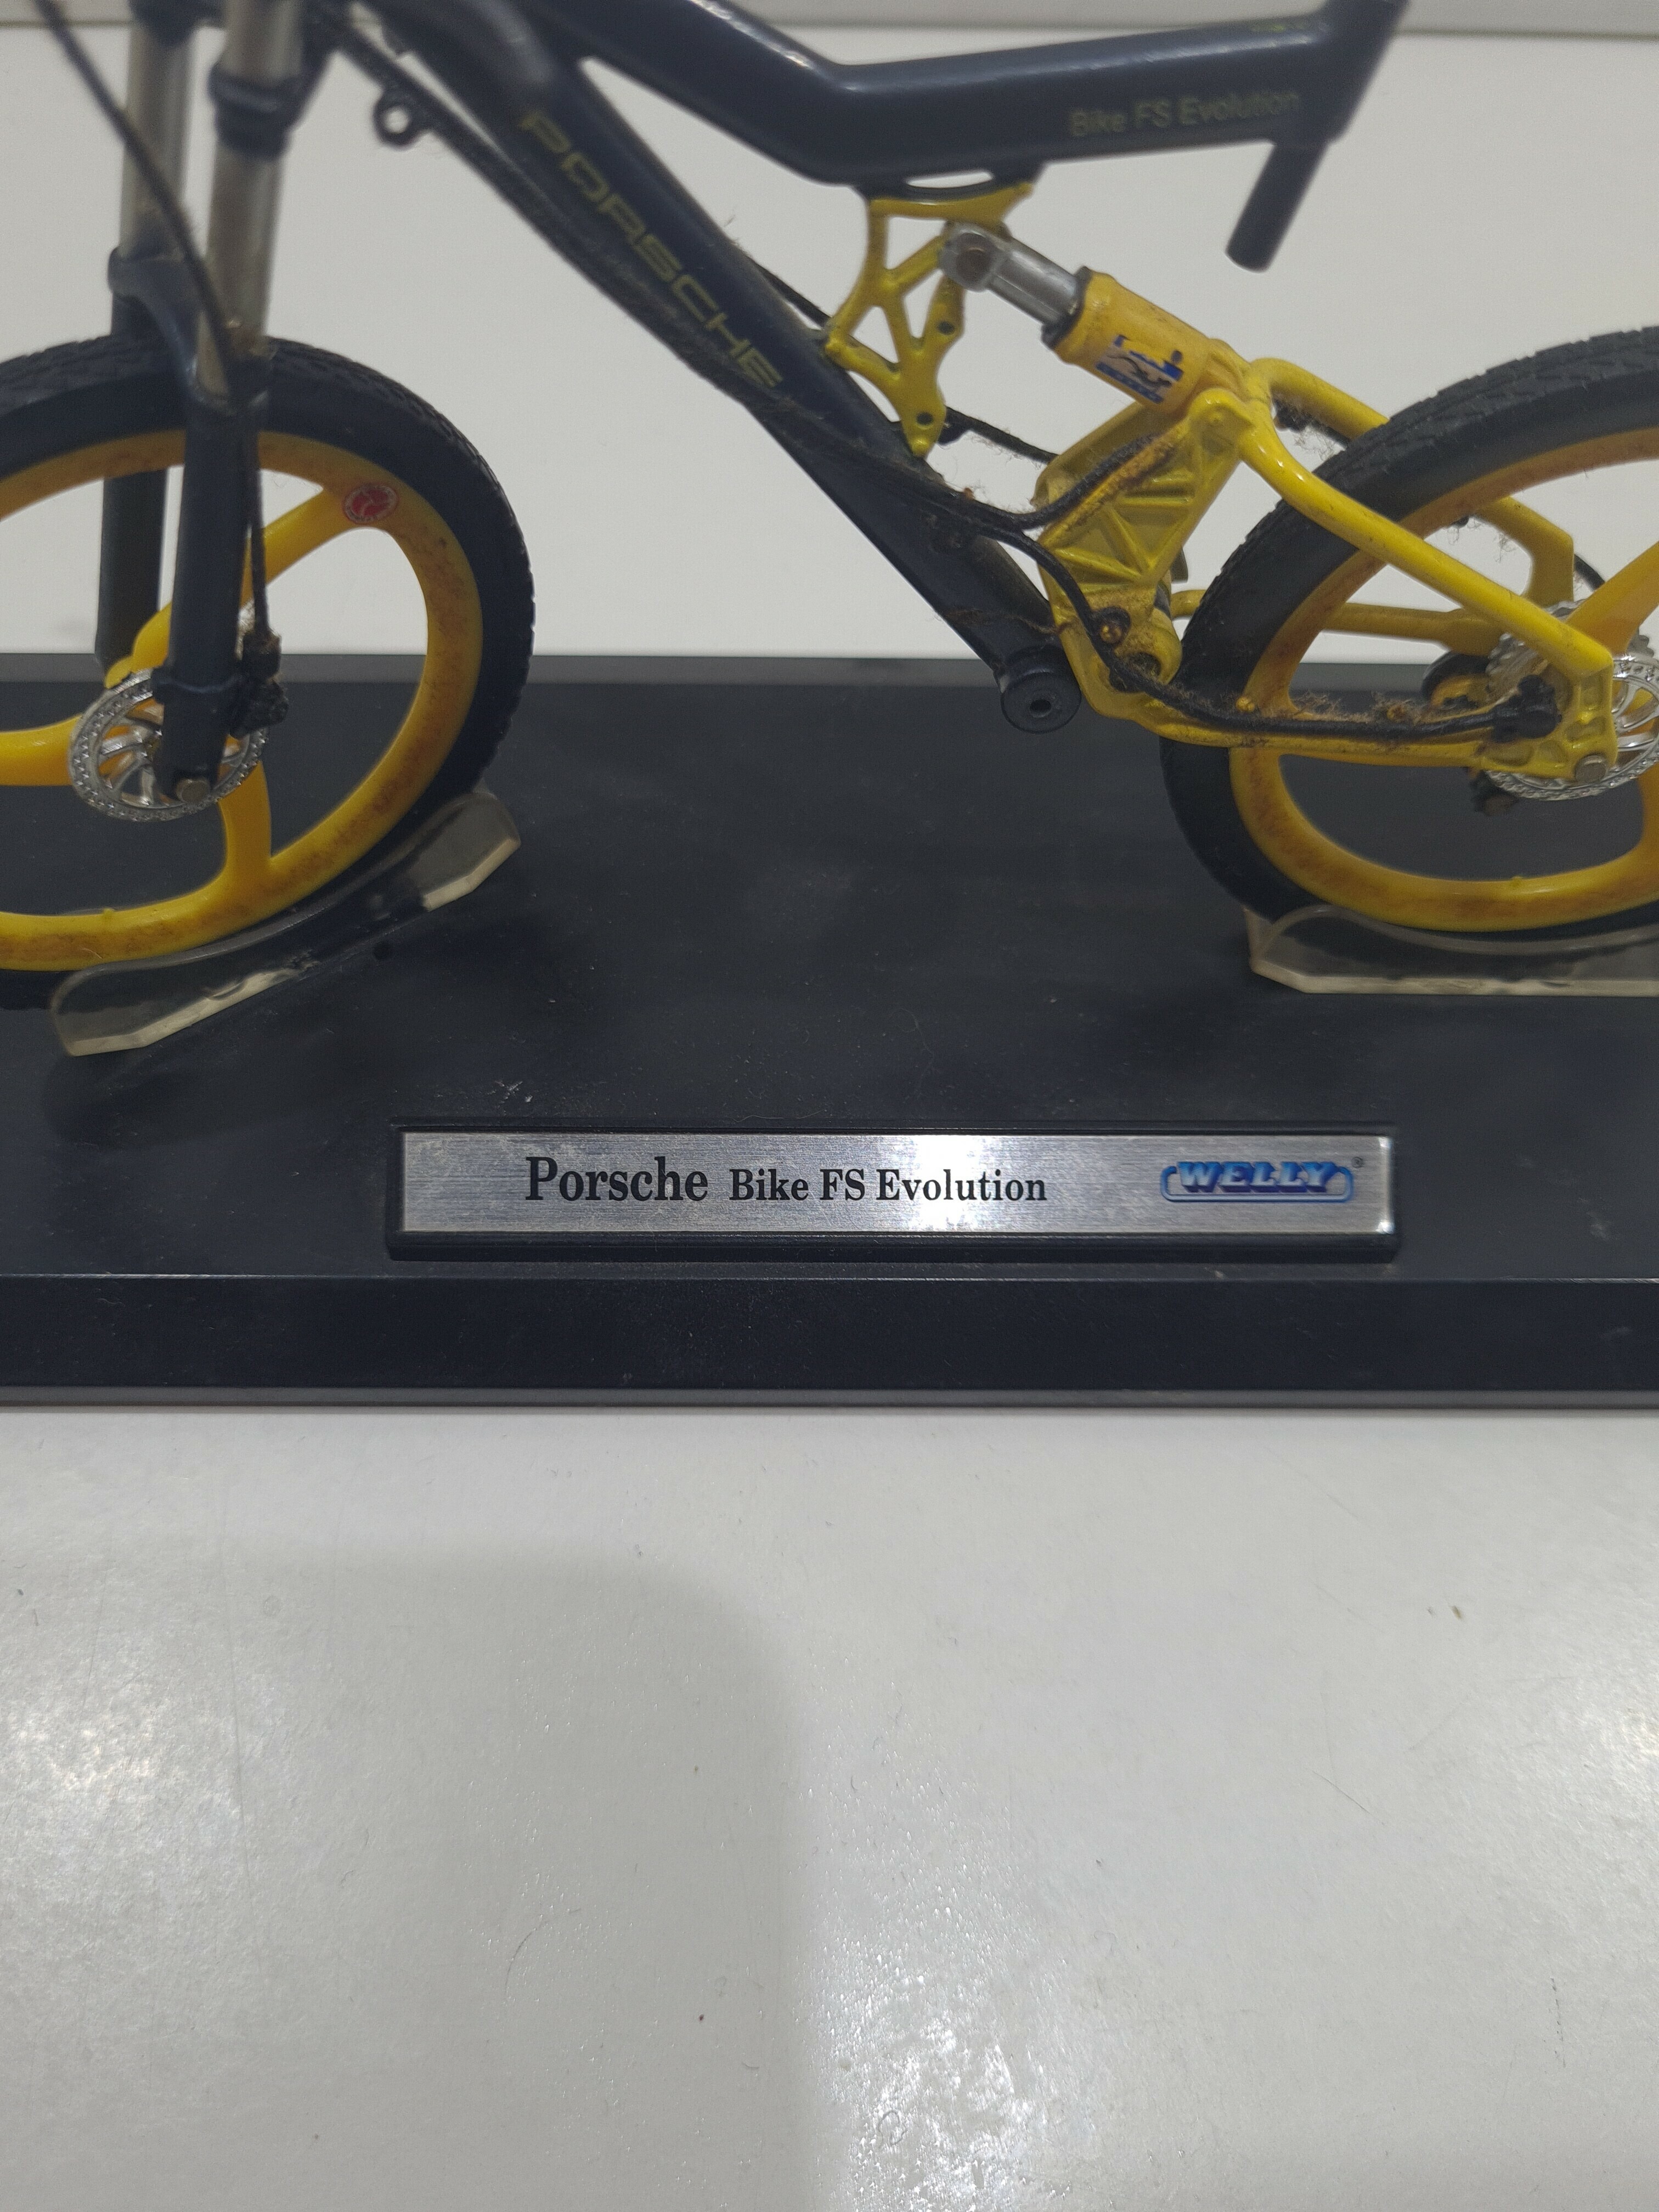 Bike FS Evolution
PORSCHE
Porsche Bike FS Evolution WELLY®